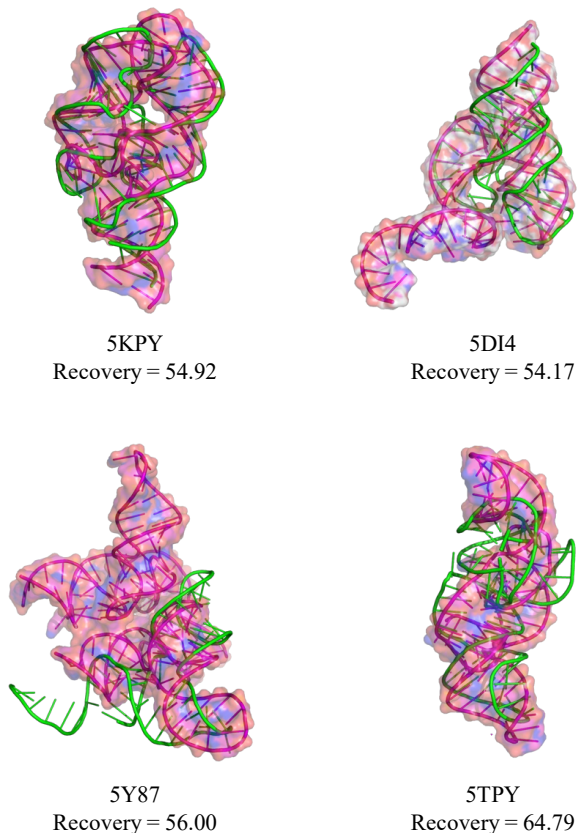 5KPY
Recovery = 54.92
5DI4
Recovery = 54.17
5Y87
Recovery = 56.00
5TPY
Recovery = 64.79